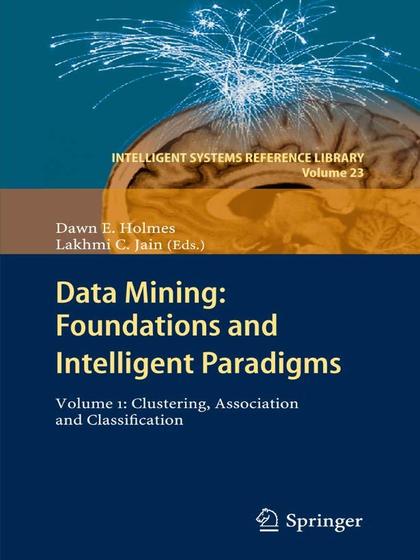 INTELLIGENT SYSTEMS REFERENCE LIBRARY
Volume 23
Dawn E. Holmes
Lakhmi C. Jain (Eds.)
Data Mining:
Foundations and
Intelligent Paradigms
Volume 1: Clustering, Association
and Classification
Springer